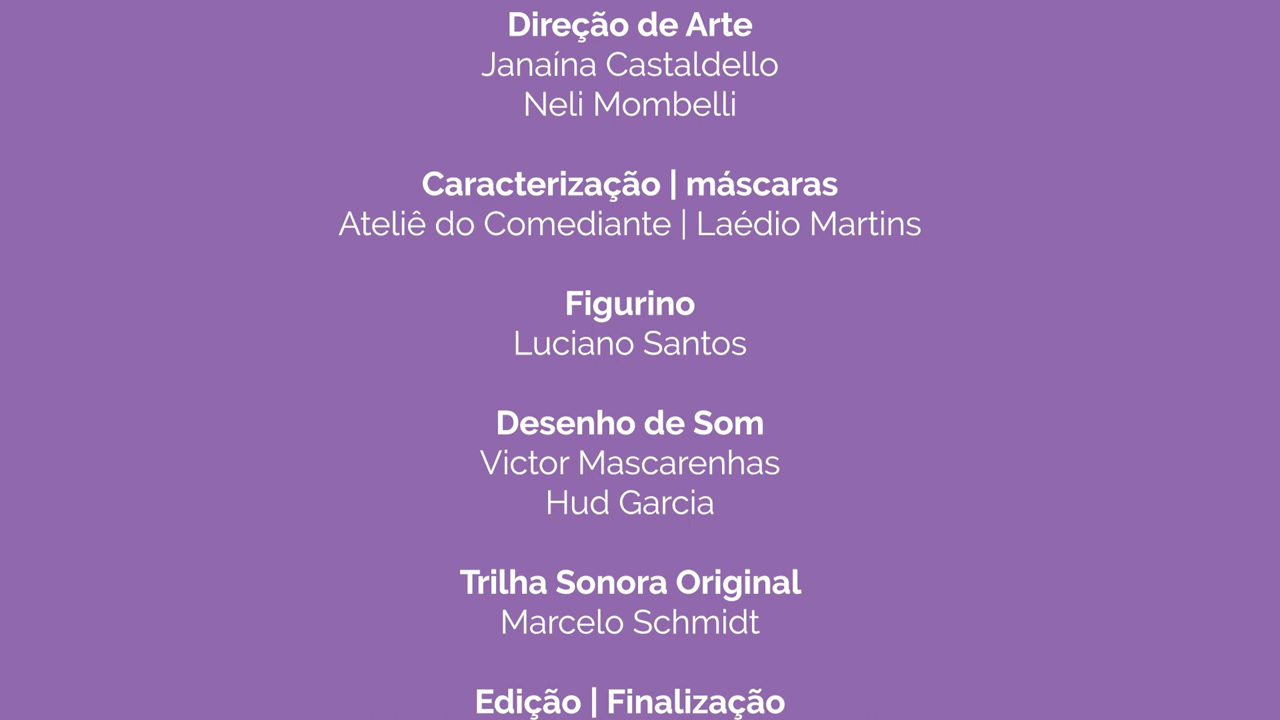 Direção de Arte
Janaína Castaldello
Neli Mombelli
Caracterização | máscaras
Ateliê do Comediante | Laédio Martins
Figurino
Luciano Santos
Desenho de Som
Victor Mascarenhas
Hud Garcia
Trilha Sonora Original
Marcelo Schmidt
Edição | Finalização